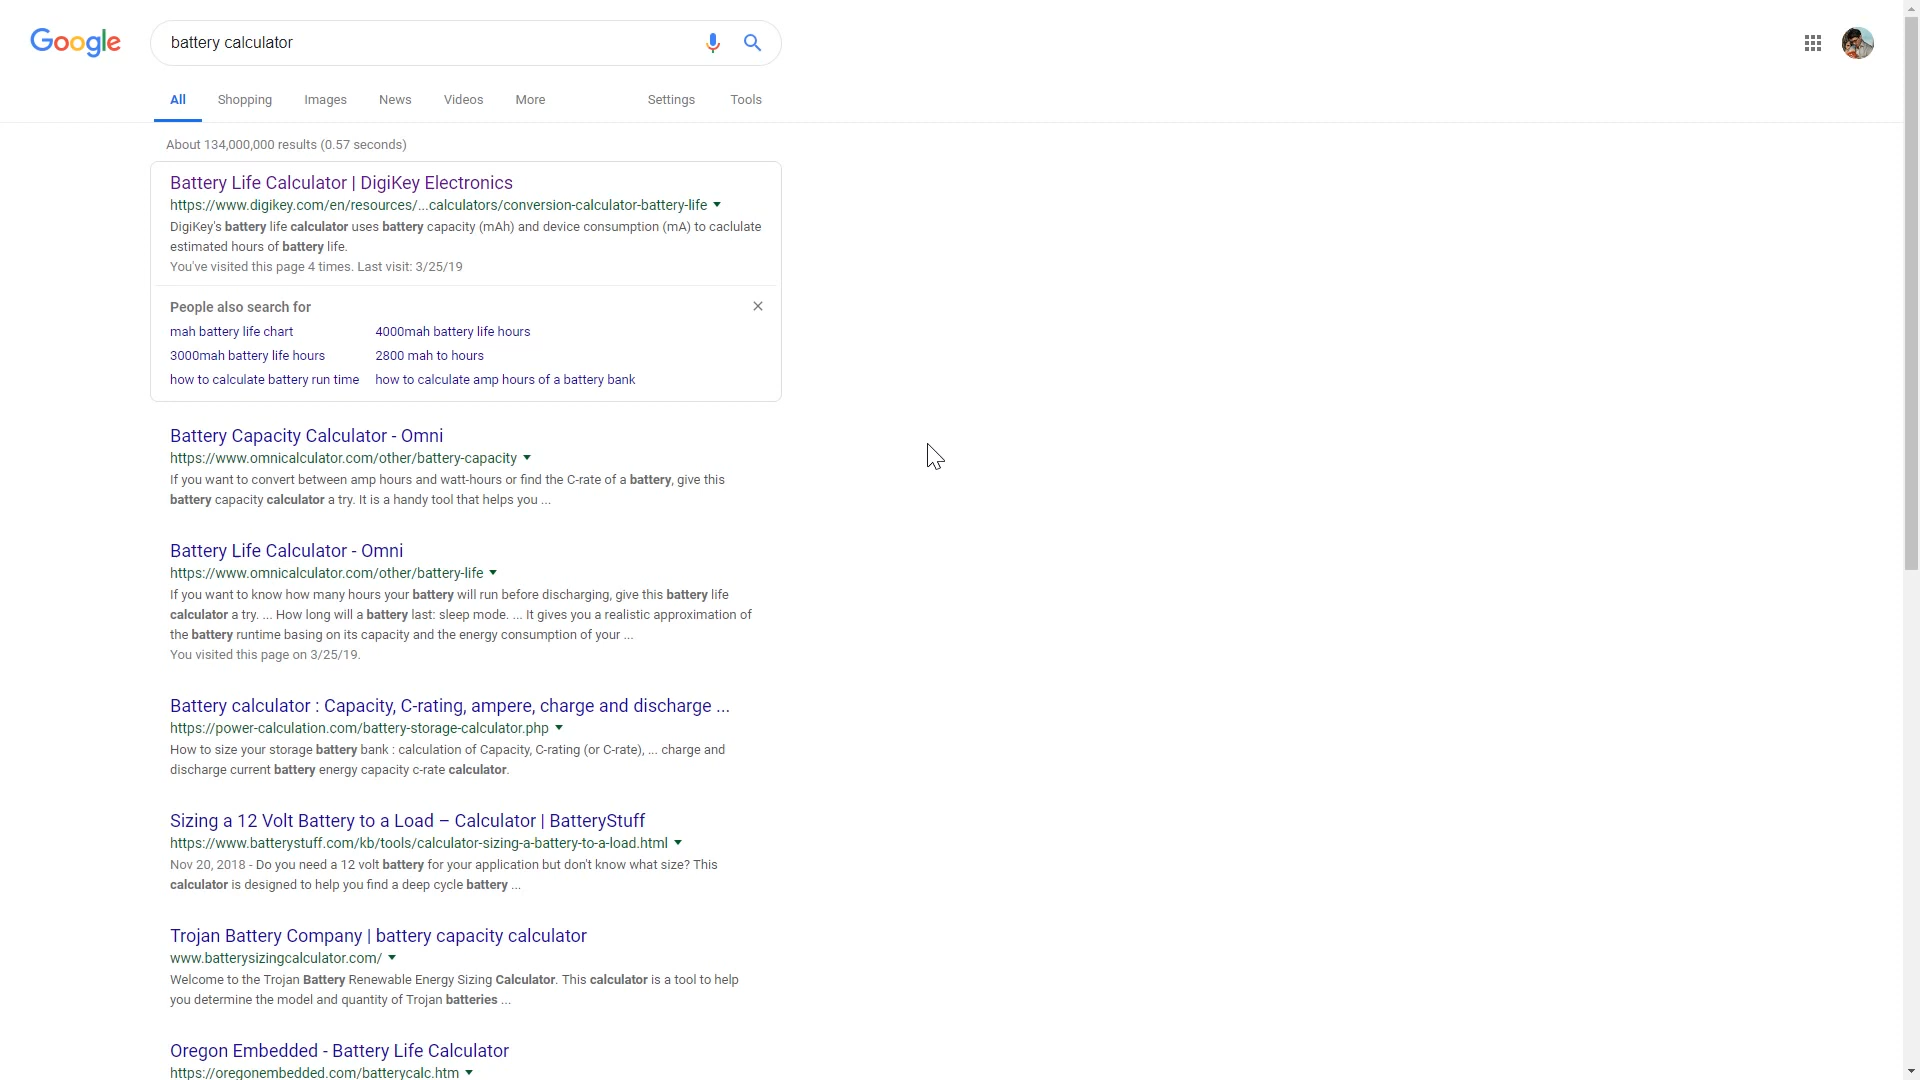 Google
battery calculator
All Shopping Images News Videos More Settings Tools
About 134,000,000 results (0.57 seconds)
Battery Life Calculator | DigiKey Electronics
https://www.digikey.com/en/resources/...calculators/conversion-calculator-battery-life
DigiKey's battery life calculator uses battery capacity (mAh) and device consumption (mA) to caclulate
estimated hours of battery life.
You've visited this page 4 times. Last visit: 3/25/19
People also search for
mah battery life chart 4000mah battery life hours
3000mah battery life hours 2800 mah to hours
how to calculate battery run time how to calculate amp hours of a battery bank
Battery Capacity Calculator - Omni
https://www.omnicalculator.com/other/battery-capacity
If you want to convert between amp hours and watt-hours or find the C-rate of a battery, give this
battery capacity calculator a try. It is a handy tool that helps you ...
Battery Life Calculator - Omni
https://www.omnicalculator.com/other/battery-life
If you want to know how many hours your battery will run before discharging, give this battery life
calculator a try. ... How long will a battery last: sleep mode. ... It gives you a realistic approximation of
the battery runtime basing on its capacity and the energy consumption of your ...
You visited this page on 3/25/19.
Battery calculator : Capacity, C-rating, ampere, charge and discharge ...
https://power-calculation.com/battery-storage-calculator.php
How to size your storage battery bank : calculation of Capacity, C-rating (or C-rate), ... charge and
discharge current battery energy capacity c-rate calculator.
Sizing a 12 Volt Battery to a Load – Calculator | BatteryStuff
https://www.batterystuff.com/kb/tools/calculator-sizing-a-battery-to-a-load.html
Nov 20, 2018 - Do you need a 12 volt battery for your application but don't know what size? This
calculator is designed to help you find a deep cycle battery ...
Trojan Battery Company | battery capacity calculator
www.batterysizingcalculator.com/
Welcome to the Trojan Battery Renewable Energy Sizing Calculator. This calculator is a tool to help
you determine the model and quantity of Trojan batteries ...
Oregon Embedded - Battery Life Calculator
https://oregonembedded.com/batterycalc.htm